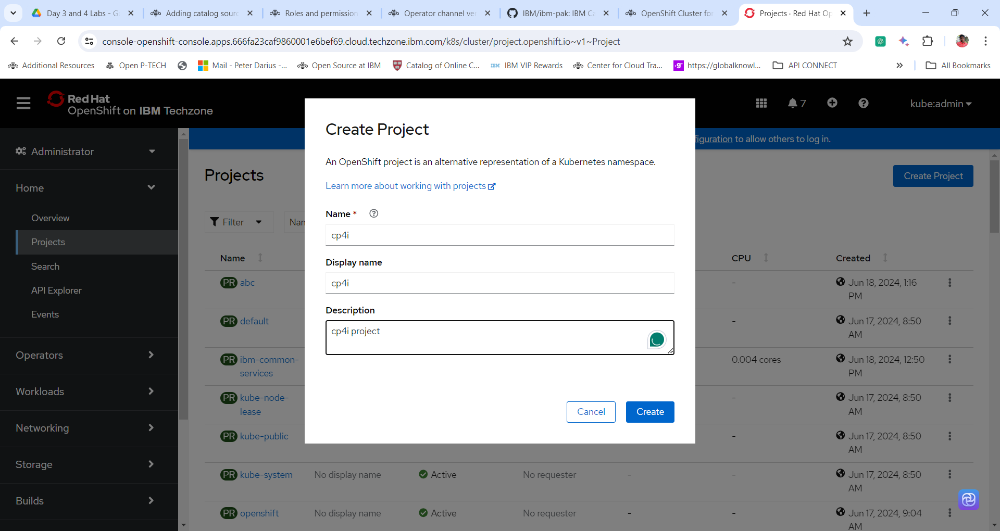 Day 3 and 4 Labs - G
Adding catalog sourc
Roles and permission
Operator channel ver
IBM/ibm-pak: IBM Ca
OpenShift Cluster for
Projects · Red Hat Op
console-openshift-console.apps.666fa23caf9860001e6bef69.cloud.techzone.ibm.com/k8s/cluster/project.openshift.io~v1~Project
Additional Resources
Open P-TECH
Mail - Peter Darius -...
Open Source at IBM
Catalog of Online C...
IBM VIP Rewards
Center for Cloud Tra...
https://globalknowl...
API CONNECT
All Bookmarks
Red Hat
OpenShift on IBM Techzone
7
kube:admin
figuration to allow others to log in.
Administrator
Home
Overview
Projects
Search
API Explorer
Events
Operators
Workloads
Networking
Storage
Builds
Projects
Create Project
Filter
Nam
Name
CPU
Created
PR abc
-
Jun 18, 2024, 1:16
PM
PR default
-
Jun 17, 2024, 8:50
AM
PR ibm-common-
services
0.004 cores
Jun 18, 2024, 12:50
PM
PR kube-node-
lease
-
Jun 17, 2024, 8:50
AM
PR kube-public
-
Jun 17, 2024, 8:50
AM
PR kube-system
No display name
Active
No requester
-
-
Jun 17, 2024, 8:50
AM
PR openshift
No display name
Active
No requester
-
-
Jun 17, 2024, 9:04
AM
Create Project
An OpenShift project is an alternative representation of a Kubernetes namespace.
Learn more about working with projects
Name *
cp4i
Display name
cp4i
Description
cp4i project
Cancel
Create